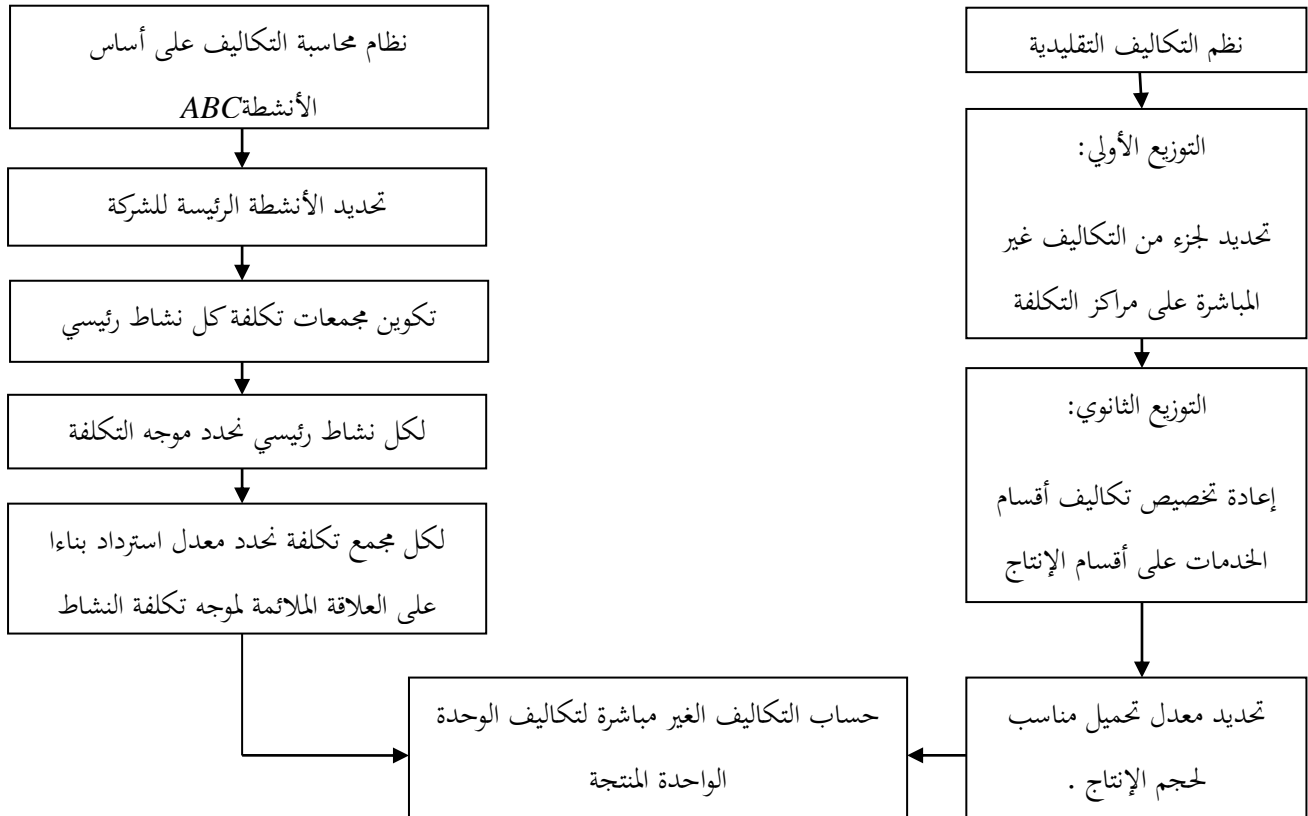 نظم التكاليف التقليدية
التوزيع الأولي:
تحديد لجزء من التكاليف غير
المباشرة على مراكز التكلفة
التوزيع الثانوي:
إعادة تخصيص تكاليف أقسام
الخدمات على أقسام الإنتاج
تحديد معدل تحميل مناسب
لحجم الإنتاج .
نظام محاسبة التكاليف على أساس
الأنشطةABC
تحديد الأنشطة الرئيسة للشركة
تكوين مجمعات تكلفة كل نشاط رئيسي
لكل نشاط رئيسي نحدد موجه التكلفة
لكل مجمع تكلفة نحدد معدل استرداد بناءا
على العلاقة الملائمة لموجه تكلفة النشاط
حساب التكاليف الغير مباشرة لتكاليف الوحدة
الواحدة المنتجة